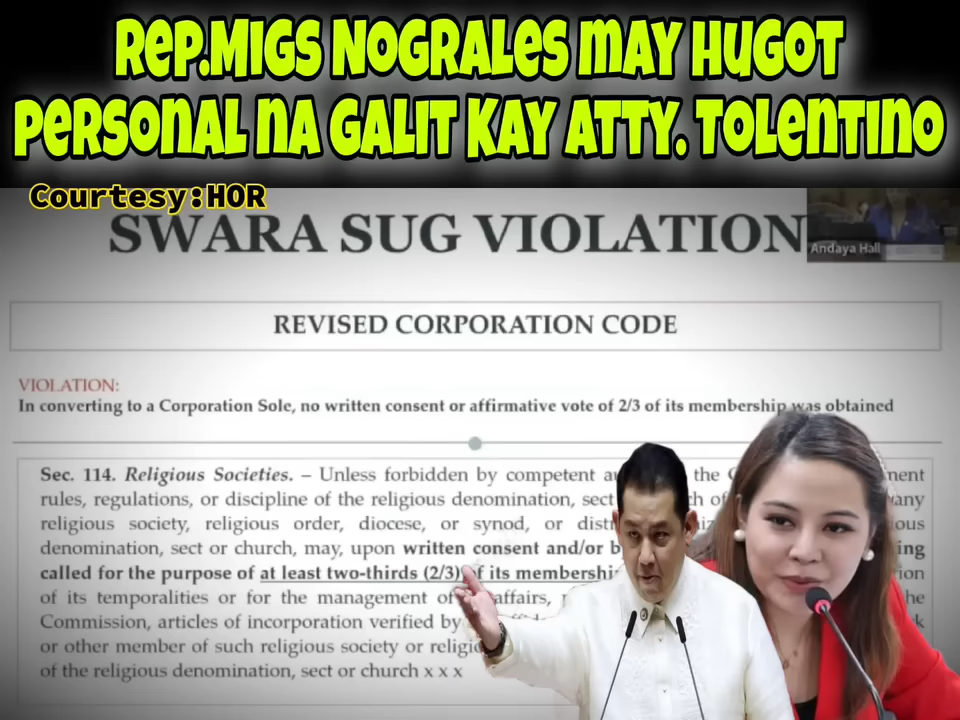 Rep.Migs Nograles may Hugot
personal na galit kay Atty. Tolentino
Courtesy:HOR
SWARA SUG VIOLATION
Andaya Hall
REVISED CORPORATION CODE
VIOLATION:
In converting to a Corporation Sole, no written consent or affirmative vote of 2/3 of its membership was obtained
Sec. 114. Religious Societies. – Unless forbidden by competent the
rules, regulations, or discipline of the religious denomination, sect of any
religious society, religious order, diocese, or synod, or
denomination, sect or church, may, upon written consent and/or
called for the purpose of at least two-thirds (2/3) of its
of its temporalities or for the management of affairs,
Commission, articles of incorporation verified by
or other member of such religious society or
of the religious denomination, sect or church x x x